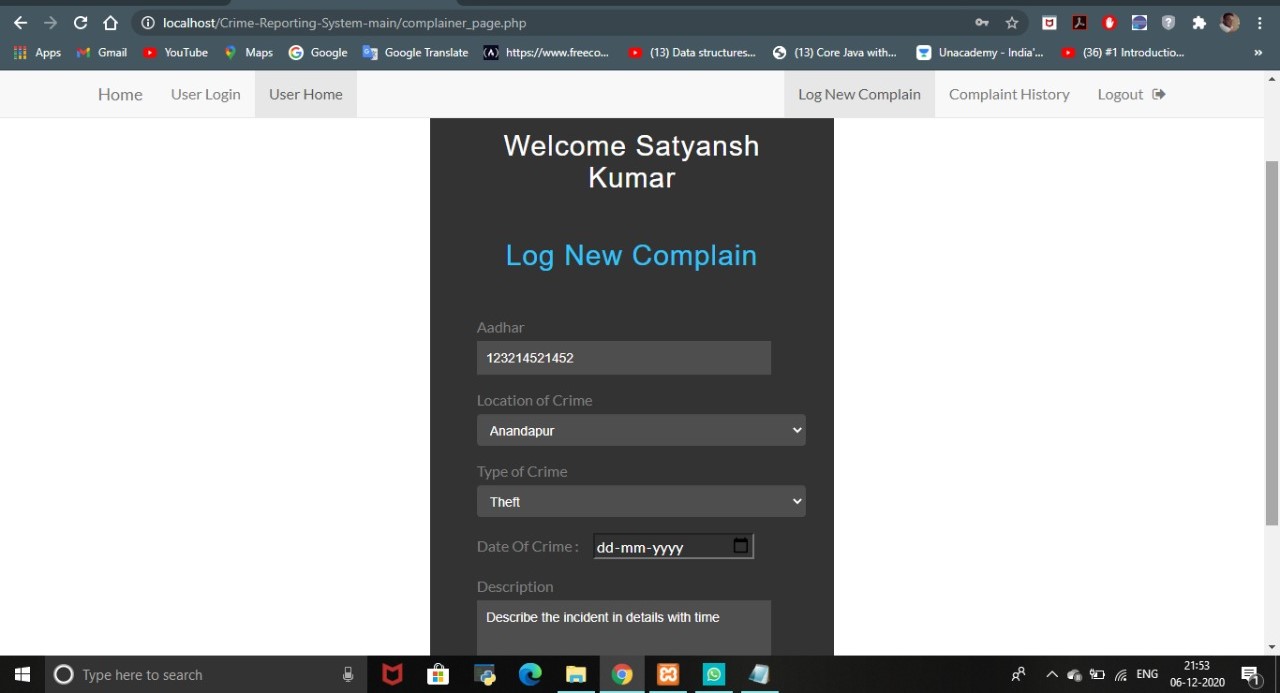 localhost/Crime-Reporting-System-main/complainer_page.php
Apps Gmail YouTube Maps Google Google Translate https://www.freeco... (13) Data structures... (13) Core Java with... Unacademy - India'... (36) #1 Introductio... »
Home User Login User Home Log New Complain Complaint History Logout
Welcome Satyansh
Kumar
Log New Complain
Aadhar
123214521452
Location of Crime
Anandapur
Type of Crime
Theft
Date Of Crime : dd-mm-yyyy
Description
Describe the incident in details with time
Type here to search
ENG
21:53
06-12-2020
1